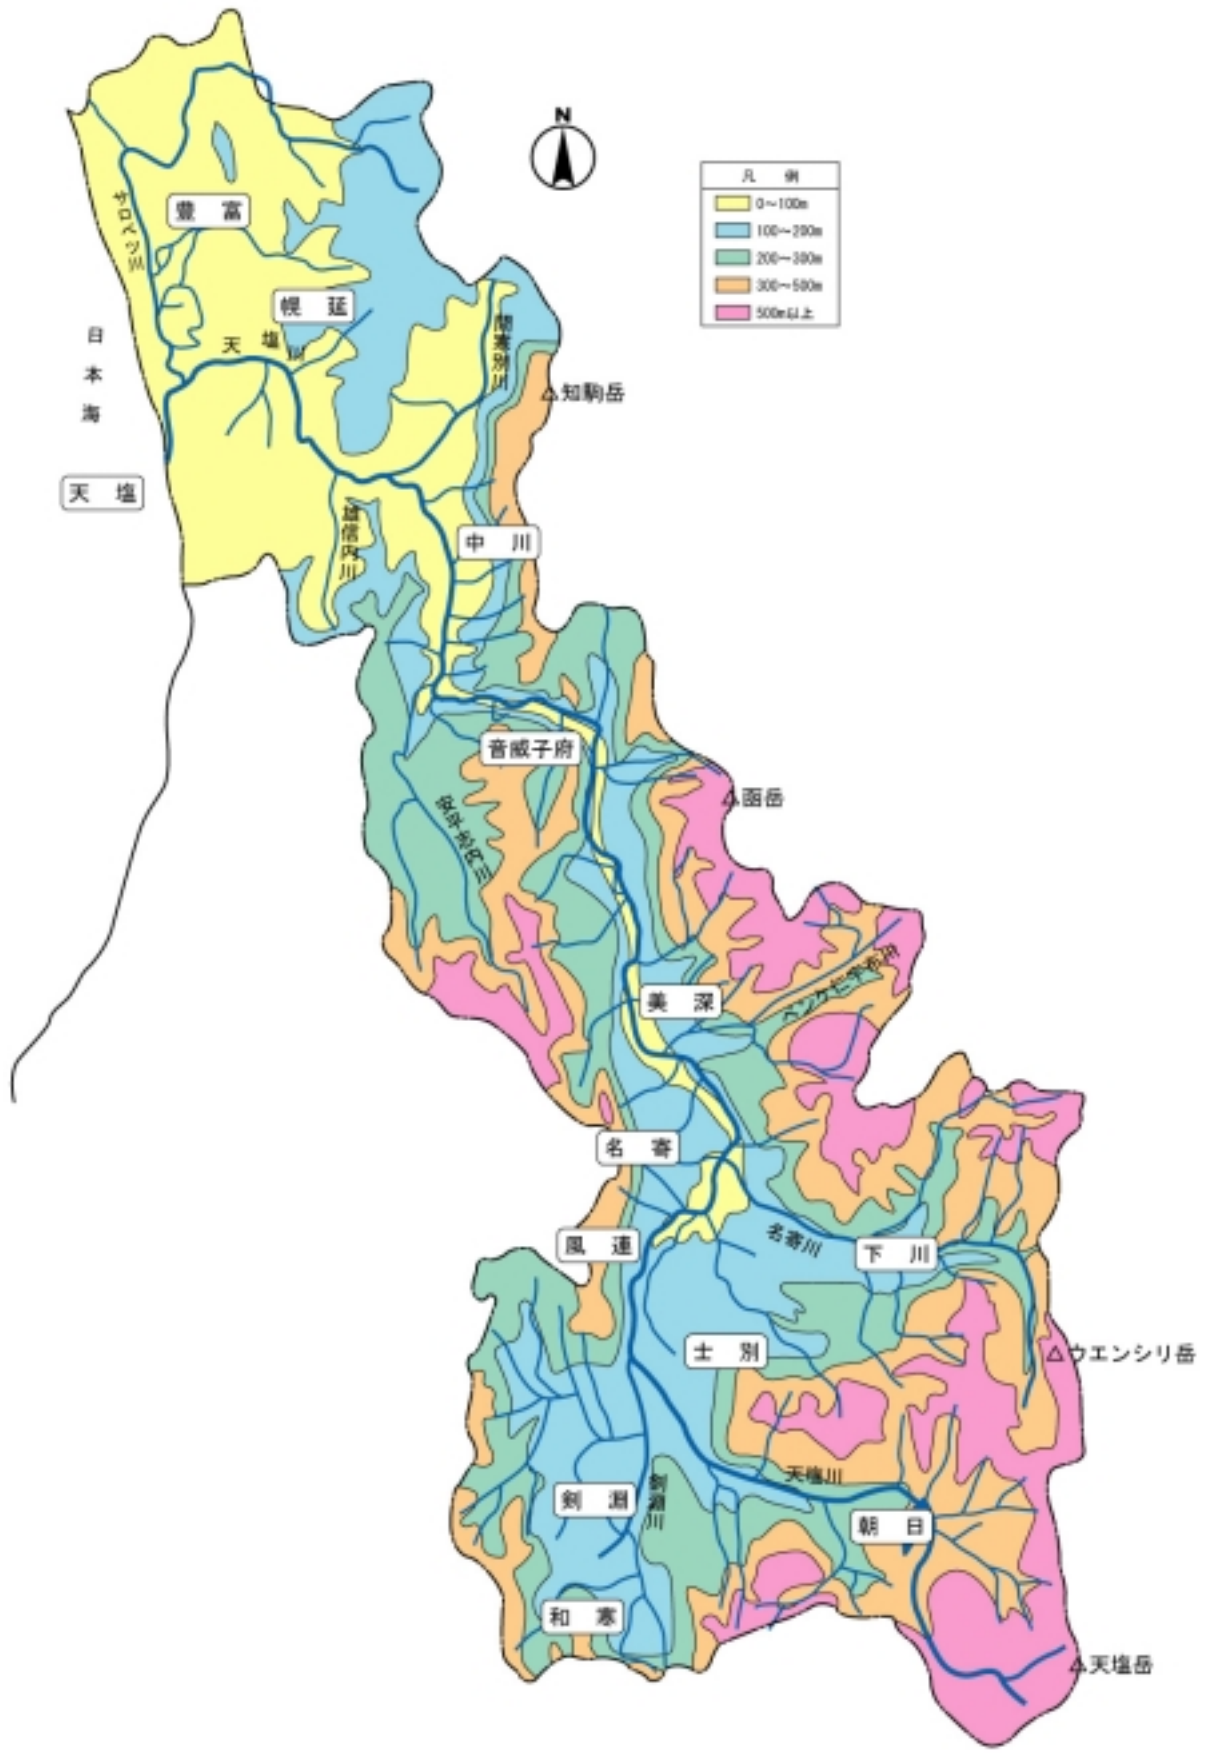 N
凡 例
0～100m
100～200m
200～300m
300～500m
500m以上
サロベツ川
豊 富
幌 延
問寒別川
日本海
天 塩 川
知駒岳
天 塩
雄信内川
中 川
音威子府
函岳
安平志内川
美 深
ペンケニウプ川
名 寄
名寄川
風 連
下 川
士 別
ウエンシリ岳
天塩川
剣 淵
剣淵川
朝 日
和 寒
天塩岳